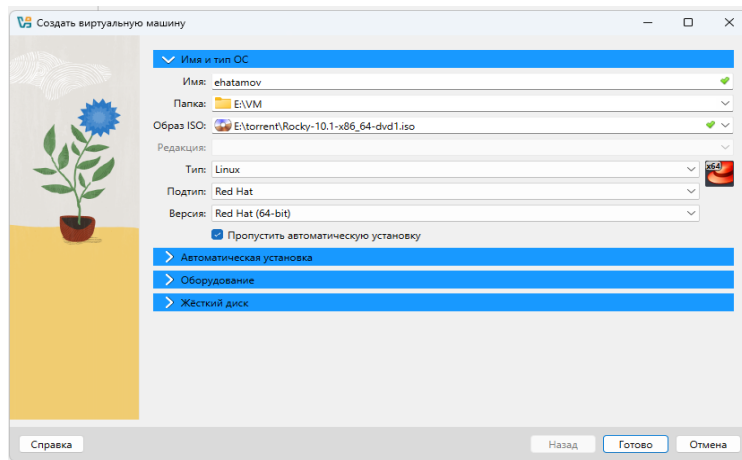 Создать виртуальную машину
Имя и тип ОС
Имя: ehatamov
Папка: E:\VM
Образ ISO: E:\torrent\Rocky-10.1-x86_64-dvd1.iso
Редакция:
Тип: Linux
x64
Подтип: Red Hat
Версия: Red Hat (64-bit)
Пропустить автоматическую установку
Автоматическая установка
Оборудование
Жёсткий диск
Справка Назад Готово Отмена